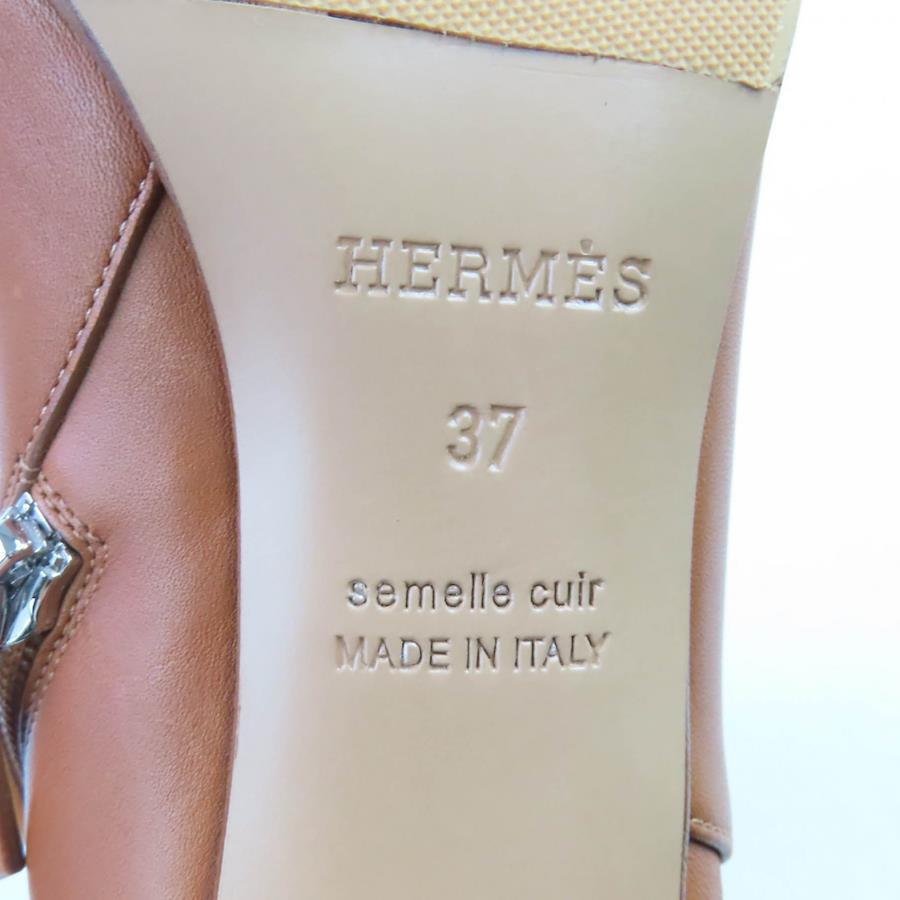 HERMÈS
37
semelle cuir
MADE IN ITALY